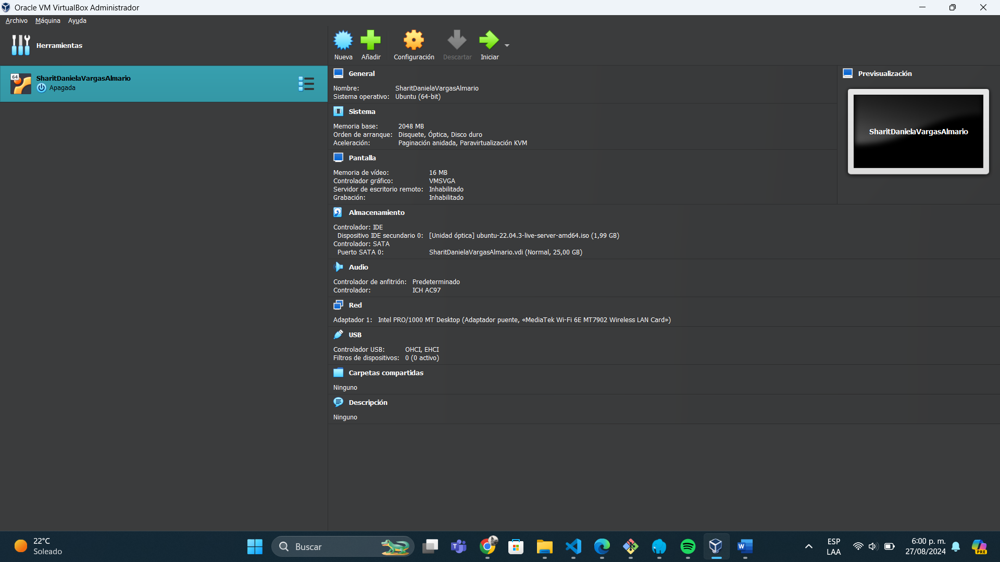 Oracle VM VirtualBox Administrador
Archivo Máquina Ayuda
Herramientas
Nueva Añadir Configuración Descartar Iniciar
64
SharitDanielaVargasAlmario
Apagada
General
Nombre: SharitDanielaVargasAlmario
Sistema operativo: Ubuntu (64-bit)
Sistema
Memoria base: 2048 MB
Orden de arranque: Disquete, Óptica, Disco duro
Aceleración: Paginación anidada, Paravirtualización KVM
Pantalla
Memoria de vídeo: 16 MB
Controlador gráfico: VMSVGA
Servidor de escritorio remoto: Inhabilitado
Grabación: Inhabilitado
Previsualización
SharitDanielaVargasAlmario
Almacenamiento
Controlador: IDE
Dispositivo IDE secundario 0: [Unidad óptica] ubuntu-22.04.3-live-server-amd64.iso (1,99 GB)
Controlador: SATA
Puerto SATA 0: SharitDanielaVargasAlmario.vdi (Normal, 25,00 GB)
Audio
Controlador de anfitrión: Predeterminado
Controlador: ICH AC97
Red
Adaptador 1: Intel PRO/1000 MT Desktop (Adaptador puente, «MediaTek Wi-Fi 6E MT7902 Wireless LAN Card»)
USB
Controlador USB: OHCI, EHCI
Filtros de dispositivos: 0 (0 activo)
Carpetas compartidas
Ninguno
Descripción
Ninguno
22°C
Soleado
Buscar
ESP
LAA
6:00 p. m.
27/08/2024
PRE